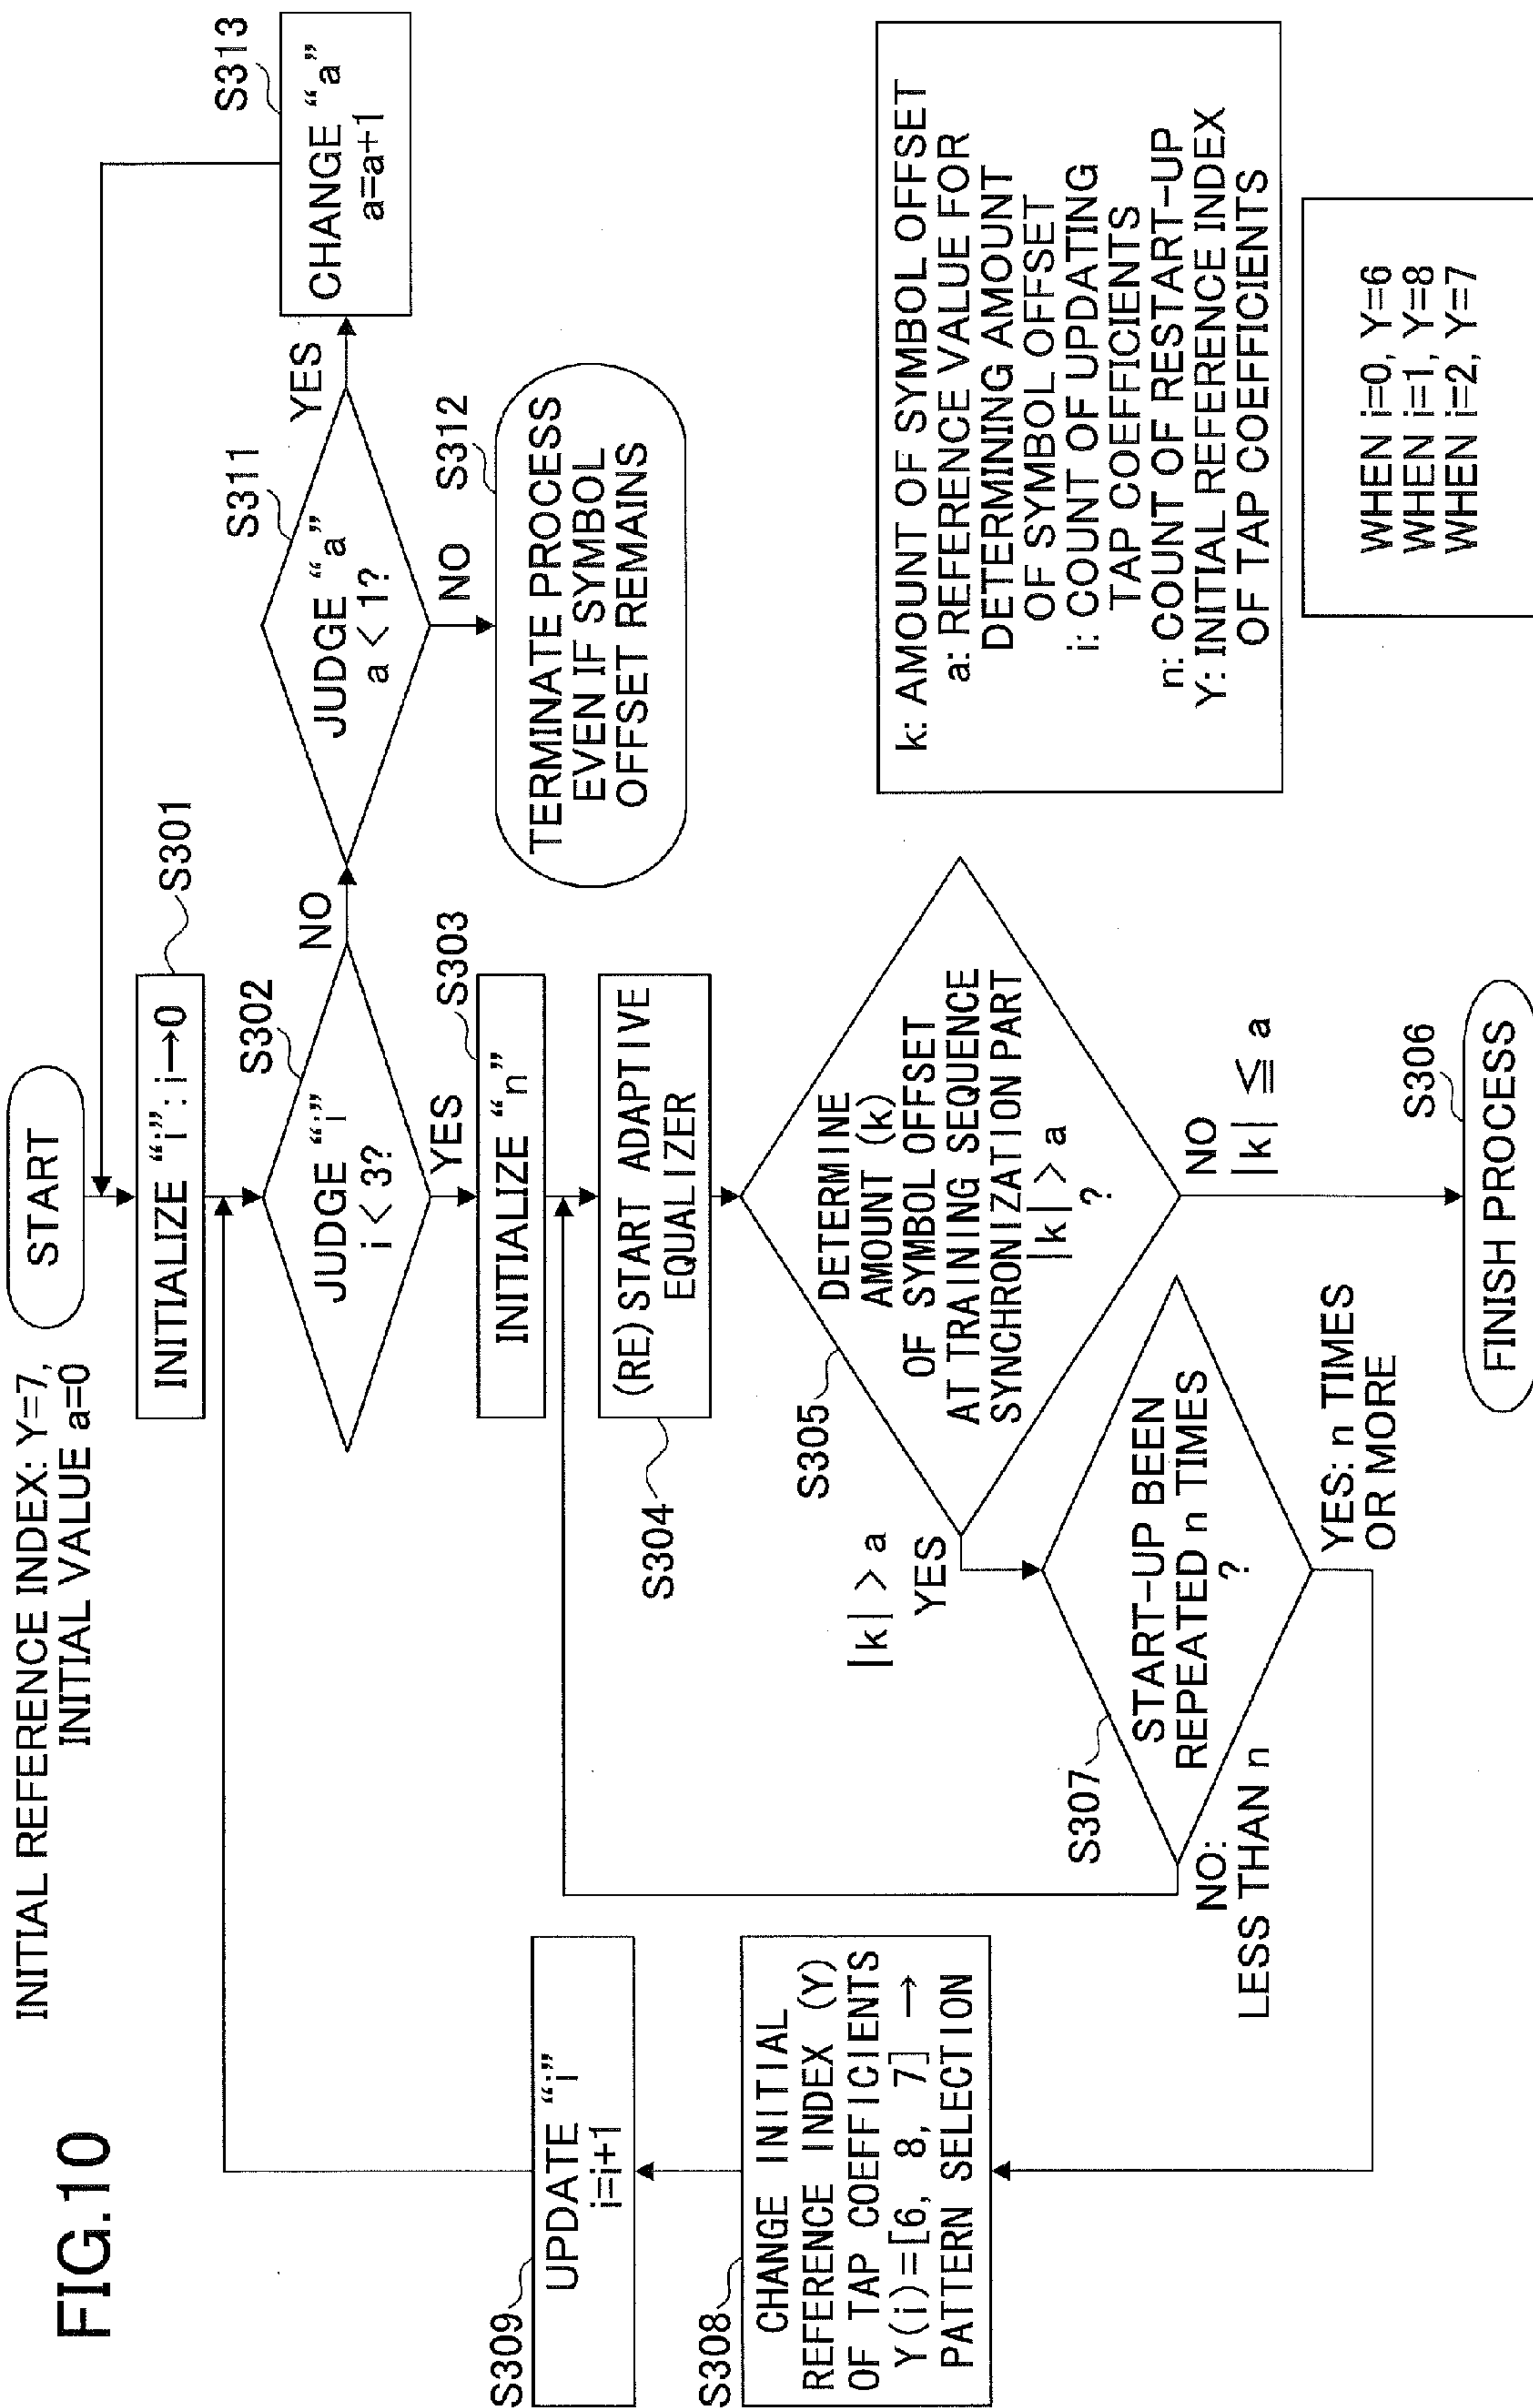 FIG.10
INITIAL REFERENCE INDEX: Y=7,
INITIAL VALUE a=0
START
INITIALIZE “i”: i→0
S301
JUDGE “i”
i < 3?
S302
NO
YES
INITIALIZE “n”
S303
(RE)START ADAPTIVE
EQUALIZER
S304
DETERMINE
AMOUNT (k)
OF SYMBOL OFFSET
AT TRAINING SEQUENCE
SYNCHRONIZATION PART
|k| > a
?
S305
NO
|k| ≦ a
S306
FINISH PROCESS
|k| > a
YES
START-UP BEEN
REPEATED n TIMES
?
S307
NO:
LESS THAN n
YES: n TIMES
OR MORE
S308
CHANGE INITIAL
REFERENCE INDEX (Y)
OF TAP COEFFICIENTS
Y(i)=[6, 8, 7] →
PATTERN SELECTION
S309
UPDATE “i”
i=i+1
S311
JUDGE “a”
a < 1?
YES
NO
S312
TERMINATE PROCESS
EVEN IF SYMBOL
OFFSET REMAINS
S313
CHANGE “a”
a=a+1
k: AMOUNT OF SYMBOL OFFSET
a: REFERENCE VALUE FOR
DETERMINING AMOUNT
OF SYMBOL OFFSET
i: COUNT OF UPDATING
TAP COEFFICIENTS
n: COUNT OF RESTART-UP
Y: INITIAL REFERENCE INDEX
OF TAP COEFFICIENTS
WHEN i=0, Y=6
WHEN i=1, Y=8
WHEN i=2, Y=7